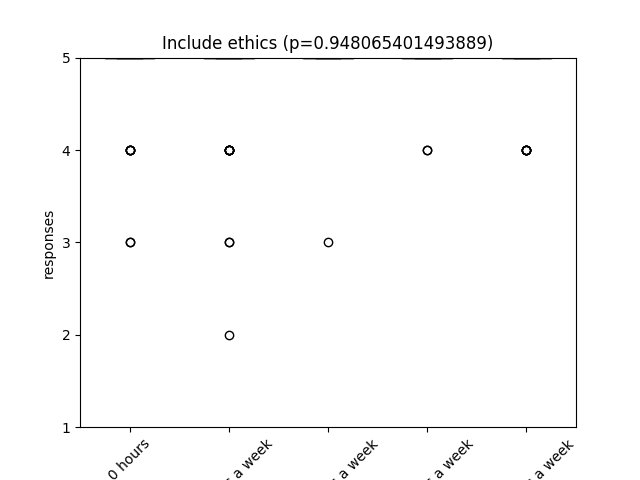 Include ethics (p=0.948065401493889)
responses
5
4
3
2
1
0 hours
a week
a week
a week
a week